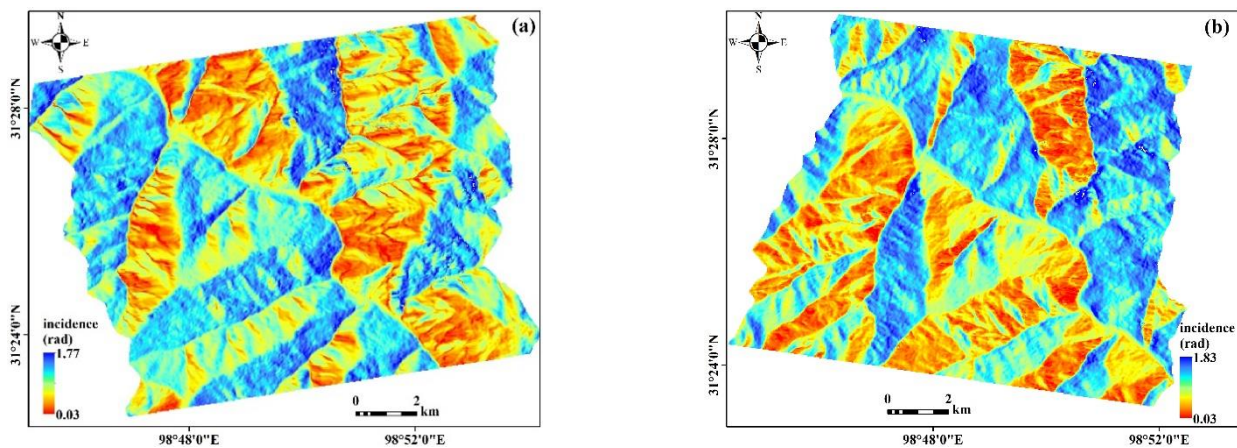 N
W E
S
(a)
31°28'0"N
31°24'0"N
incidence
(rad)
1.77
0.03
0 2
km
98°48'0"E
98°52'0"E
N
W E
S
(b)
31°28'0"N
31°24'0"N
incidence
(rad)
1.83
0.03
0 2
km
98°48'0"E
98°52'0"E